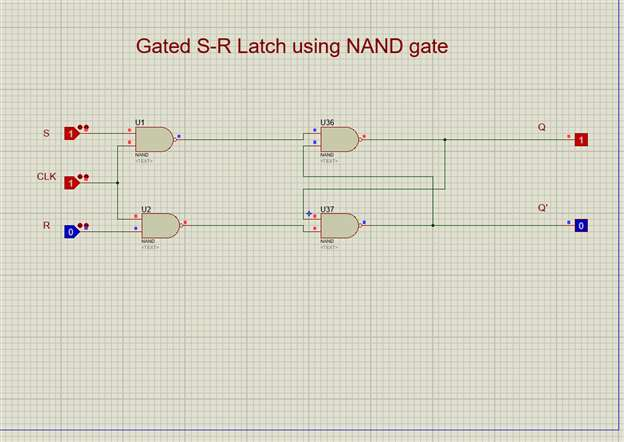 Gated S-R Latch using NAND gate
U1
U36
S
1
Q
1
NAND
<TEXT>
NAND
<TEXT>
CLK
1
U2
U37
Q'
R
0
0
NAND
<TEXT>
NAND
<TEXT>